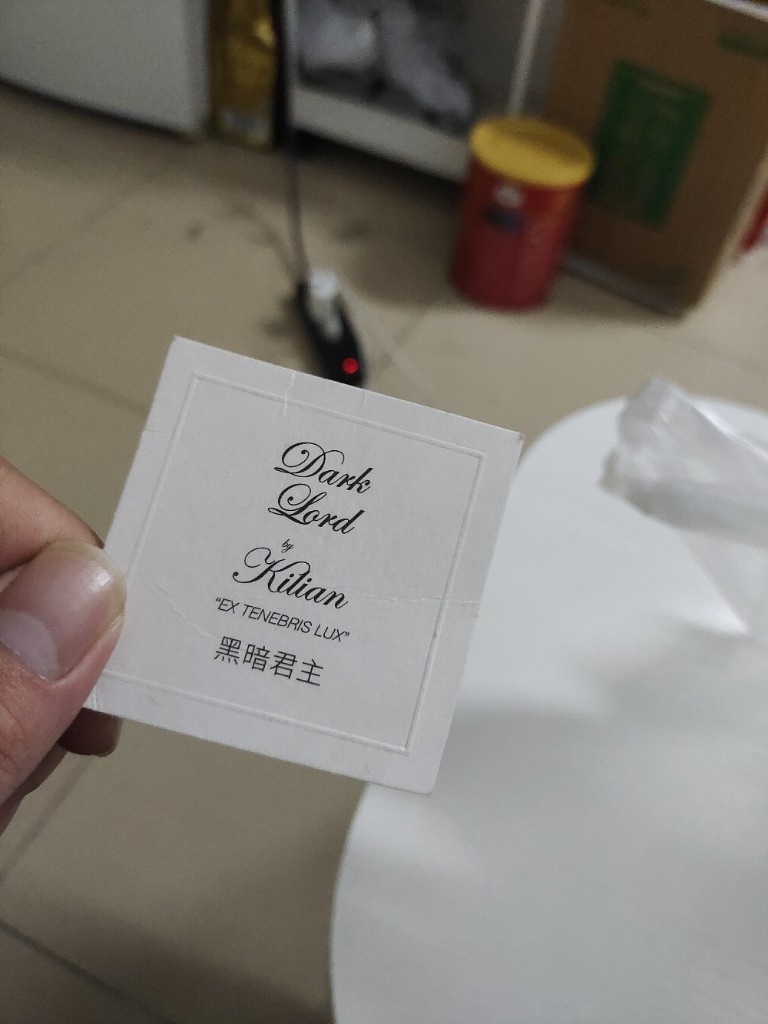 Dark
Lord
by
Kilian
"EX TENEBRIS LUX"
黑暗君主